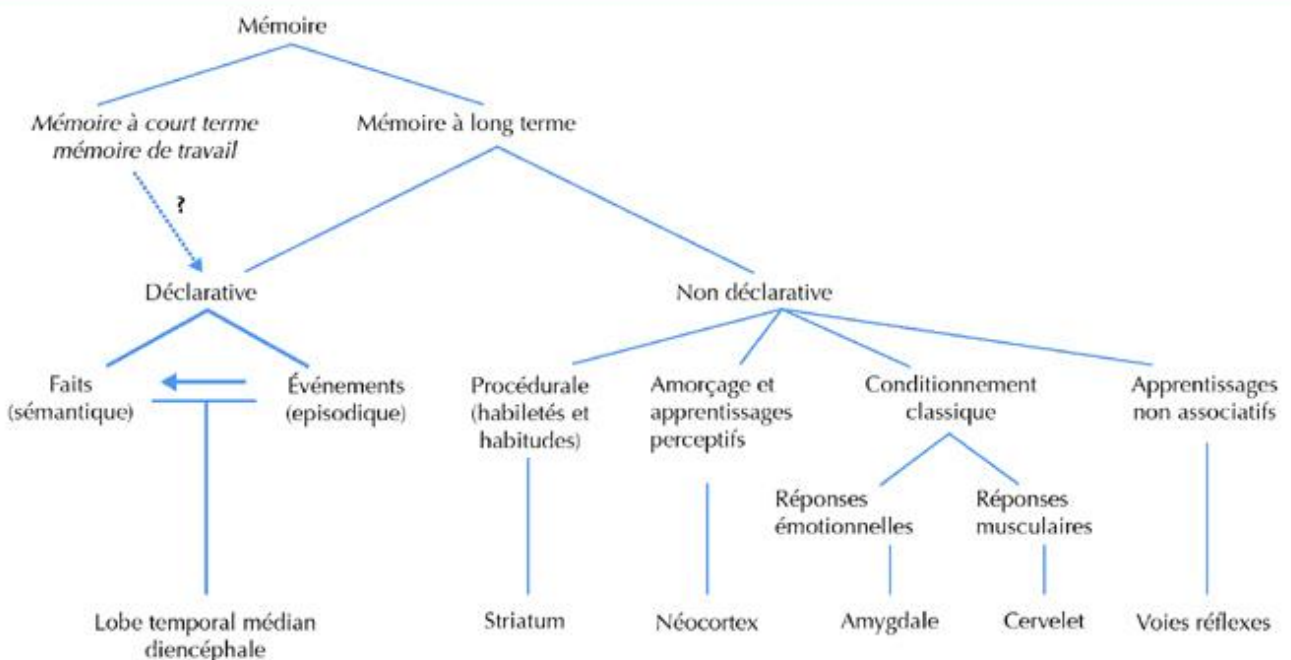 Mémoire
Mémoire à court terme
mémoire de travail
Mémoire à long terme
?
Déclarative
Non déclarative
Faits
(sémantique)
Événements
(episodique)
Procédurale
(habiletés et
habitudes)
Amorçage et
apprentissages
perceptifs
Conditionnement
classique
Apprentissages
non associatifs
Réponses
émotionnelles
Réponses
musculaires
Lobe temporal médian
diencéphale
Striatum
Néocortex
Amygdale
Cervelet
Voies réflexes